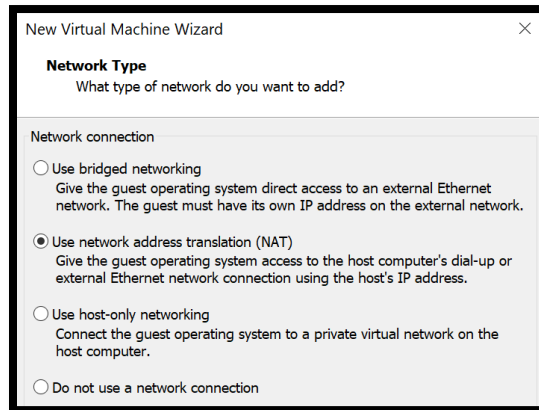 New Virtual Machine Wizard
Network Type
What type of network do you want to add?
Network connection
Use bridged networking
Give the guest operating system direct access to an external Ethernet
network. The guest must have its own IP address on the external network.
Use network address translation (NAT)
Give the guest operating system access to the host computer's dial-up or
external Ethernet network connection using the host's IP address.
Use host-only networking
Connect the guest operating system to a private virtual network on the
host computer.
Do not use a network connection